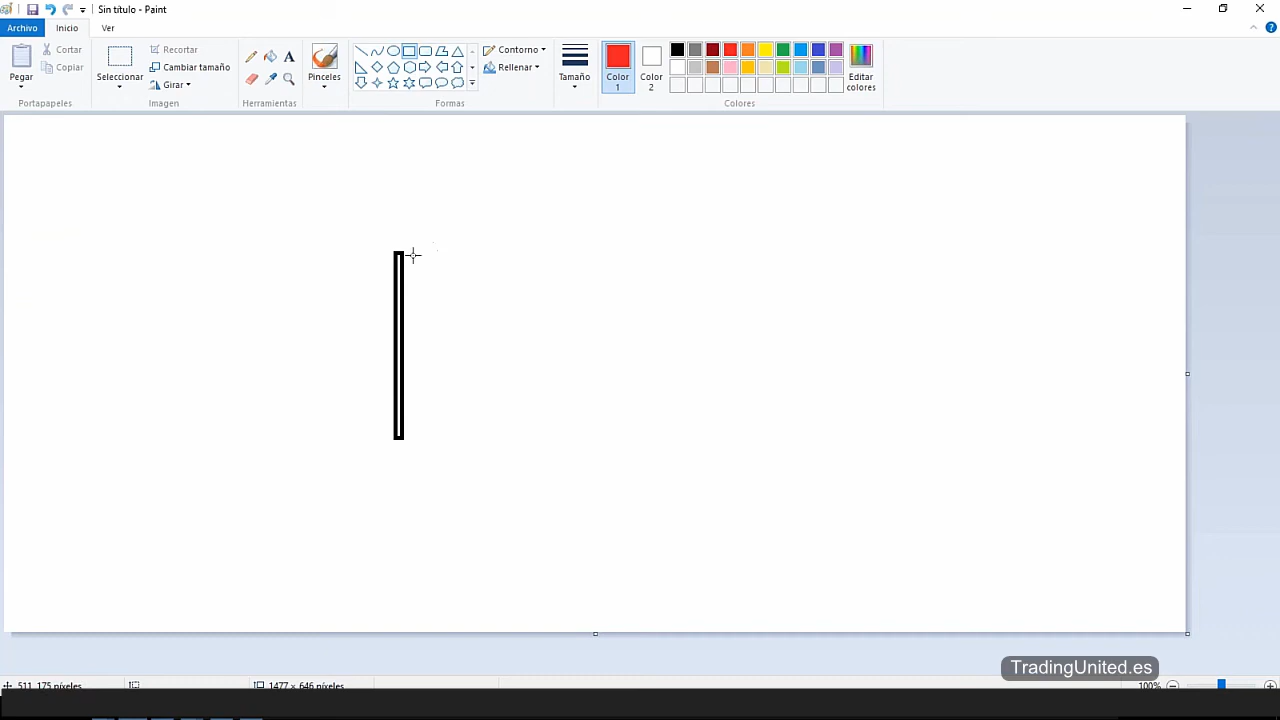 Sin título - Paint
Archivo
Inicio
Ver
Pegar
Cortar
Copiar
Portapapeles
Seleccionar
Recortar
Cambiar tamaño
Girar
Imagen
A
Herramientas
Pinceles
Contorno
Rellenar
Formas
Tamaño
Color
1
Color
2
Editar
colores
Colores
TradingUnited.es
511, 175 píxeles
1477 × 646 píxeles
100%